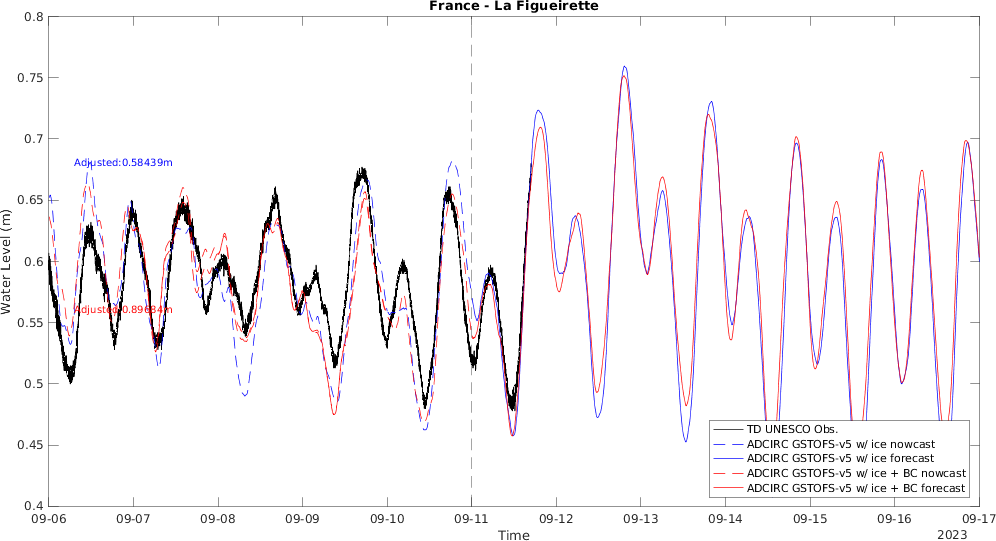 France - La Figueirette
0.8
0.75
0.7
0.65
0.6
0.55
0.5
0.45
0.4
Water Level (m)
Adjusted:0.58439m
Adjusted:0.89634m
TD UNESCO Obs.
ADCIRC GSTOFS-v5 w/ ice nowcast
ADCIRC GSTOFS-v5 w/ ice forecast
ADCIRC GSTOFS-v5 w/ ice + BC nowcast
ADCIRC GSTOFS-v5 w/ ice + BC forecast
09-06 09-07 09-08 09-09 09-10 09-11 09-12 09-13 09-14 09-15 09-16 09-17
Time
2023